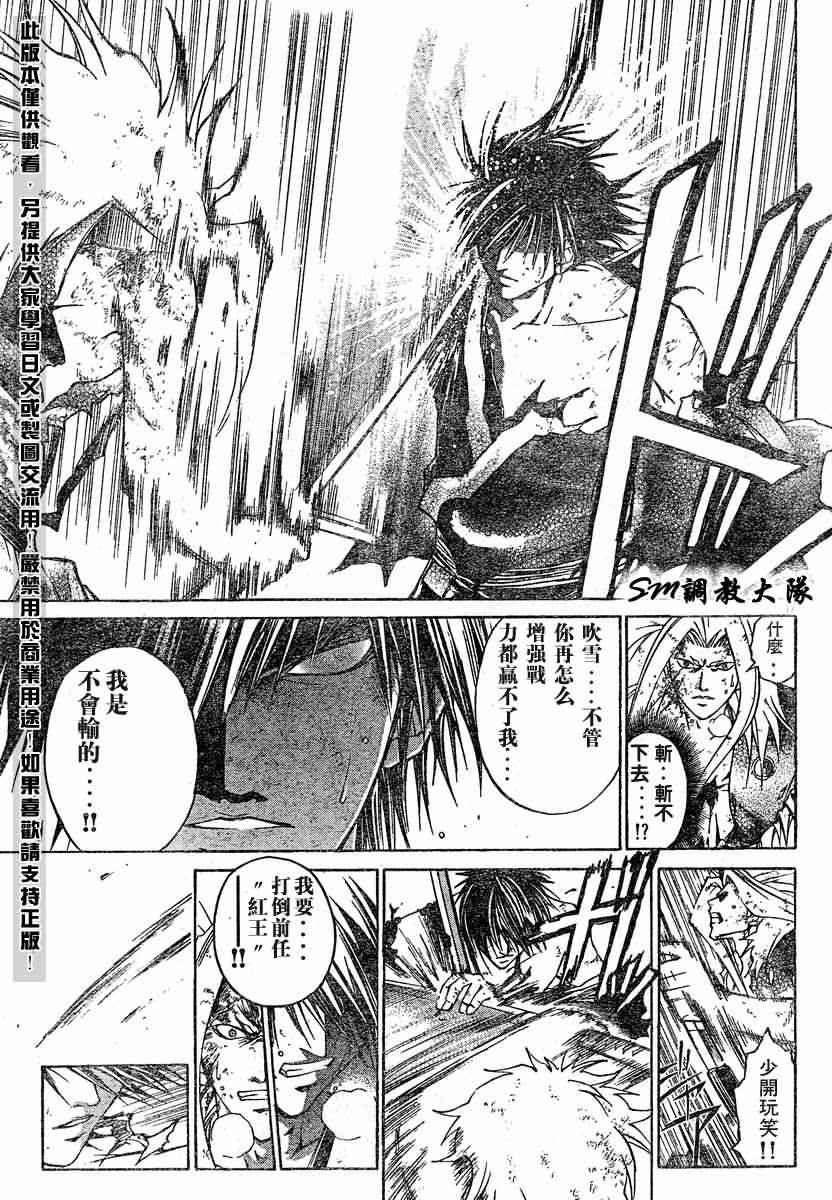 此版本僅供觀看，另提供大家學習日文或製圖交流用！嚴禁用於商業用途！如果喜歡請支持正版！
SM調教大隊
什麼‥
斬‥斬不
下去‥‥!?
吹雪‥‥不管
你再怎么
增强戰
力都贏不了我‥‥
我是
不會輸的‥‥!!
少開玩笑!!
我要‥‥
打倒前任
〝紅王〞
——!!